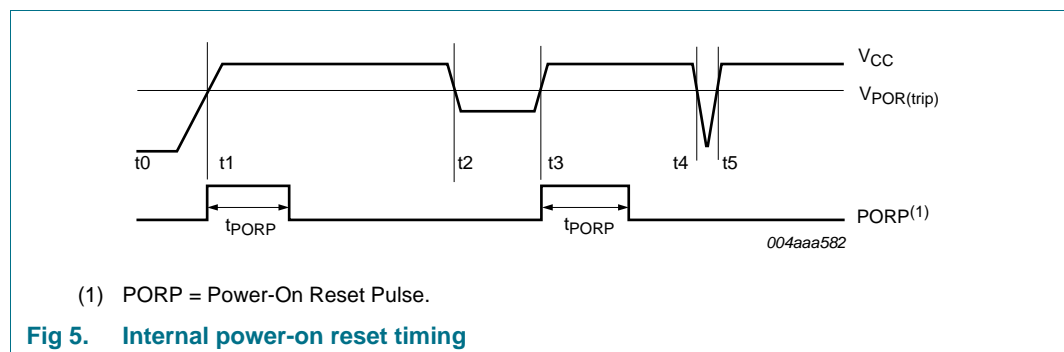 VCC
VPOR(trip)
t0 t1 t2 t3 t4 t5
tPORP tPORP
PORP(1)
004aaa582
(1) PORP = Power-On Reset Pulse.
Fig 5. Internal power-on reset timing